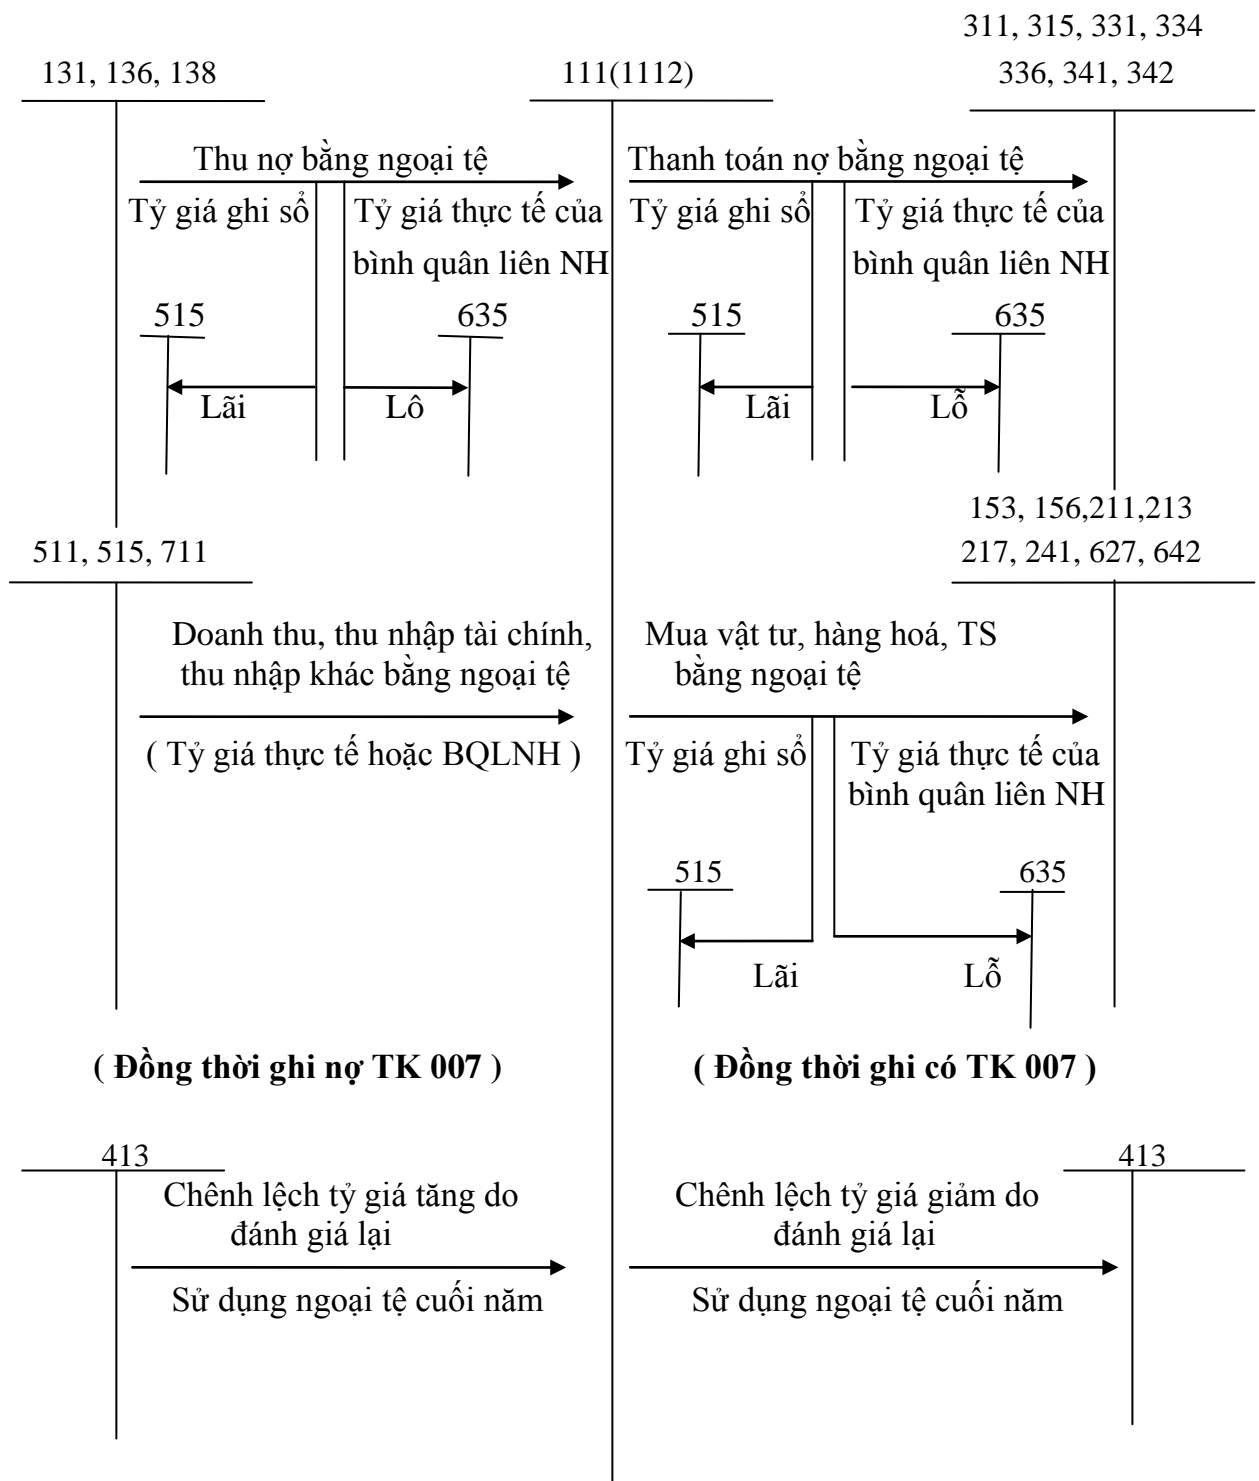 311, 315, 331, 334
131, 136, 138
111(1112)
336, 341, 342
Thu nợ bằng ngoại tệ
Thanh toán nợ bằng ngoại tệ
Tỷ giá ghi sổ
Tỷ giá thực tế của
bình quân liên NH
Tỷ giá ghi sổ
Tỷ giá thực tế của
bình quân liên NH
515
635
515
635
Lãi
Lô
Lãi
Lỗ
153, 156,211,213
511, 515, 711
217, 241, 627, 642
Doanh thu, thu nhập tài chính,
thu nhập khác bằng ngoại tệ
Mua vật tư, hàng hoá, TS
bằng ngoại tệ
( Tỷ giá thực tế hoặc BQLNH )
Tỷ giá ghi sổ
Tỷ giá thực tế của
bình quân liên NH
515
635
Lãi
Lỗ
( Đồng thời ghi nợ TK 007 )
( Đồng thời ghi có TK 007 )
413
413
Chênh lệch tỷ giá tăng do
đánh giá lại
Chênh lệch tỷ giá giảm do
đánh giá lại
Sử dụng ngoại tệ cuối năm
Sử dụng ngoại tệ cuối năm